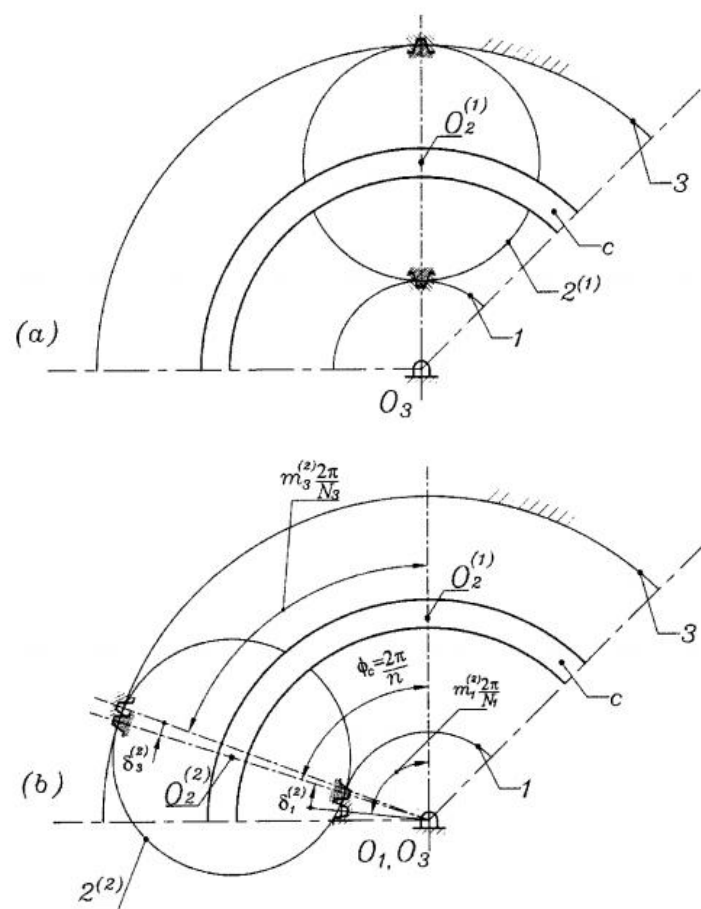 O₂⁽¹⁾
3
c
2⁽¹⁾
1
(a)
O₃
m₃⁽²⁾ 2π/N₃
O₂⁽¹⁾
3
ϕc=2π/n
m₁⁽²⁾ 2π/N₁
c
δ₃⁽²⁾
O₂⁽²⁾
δ₁⁽²⁾
1
(b)
O₁, O₃
2⁽²⁾